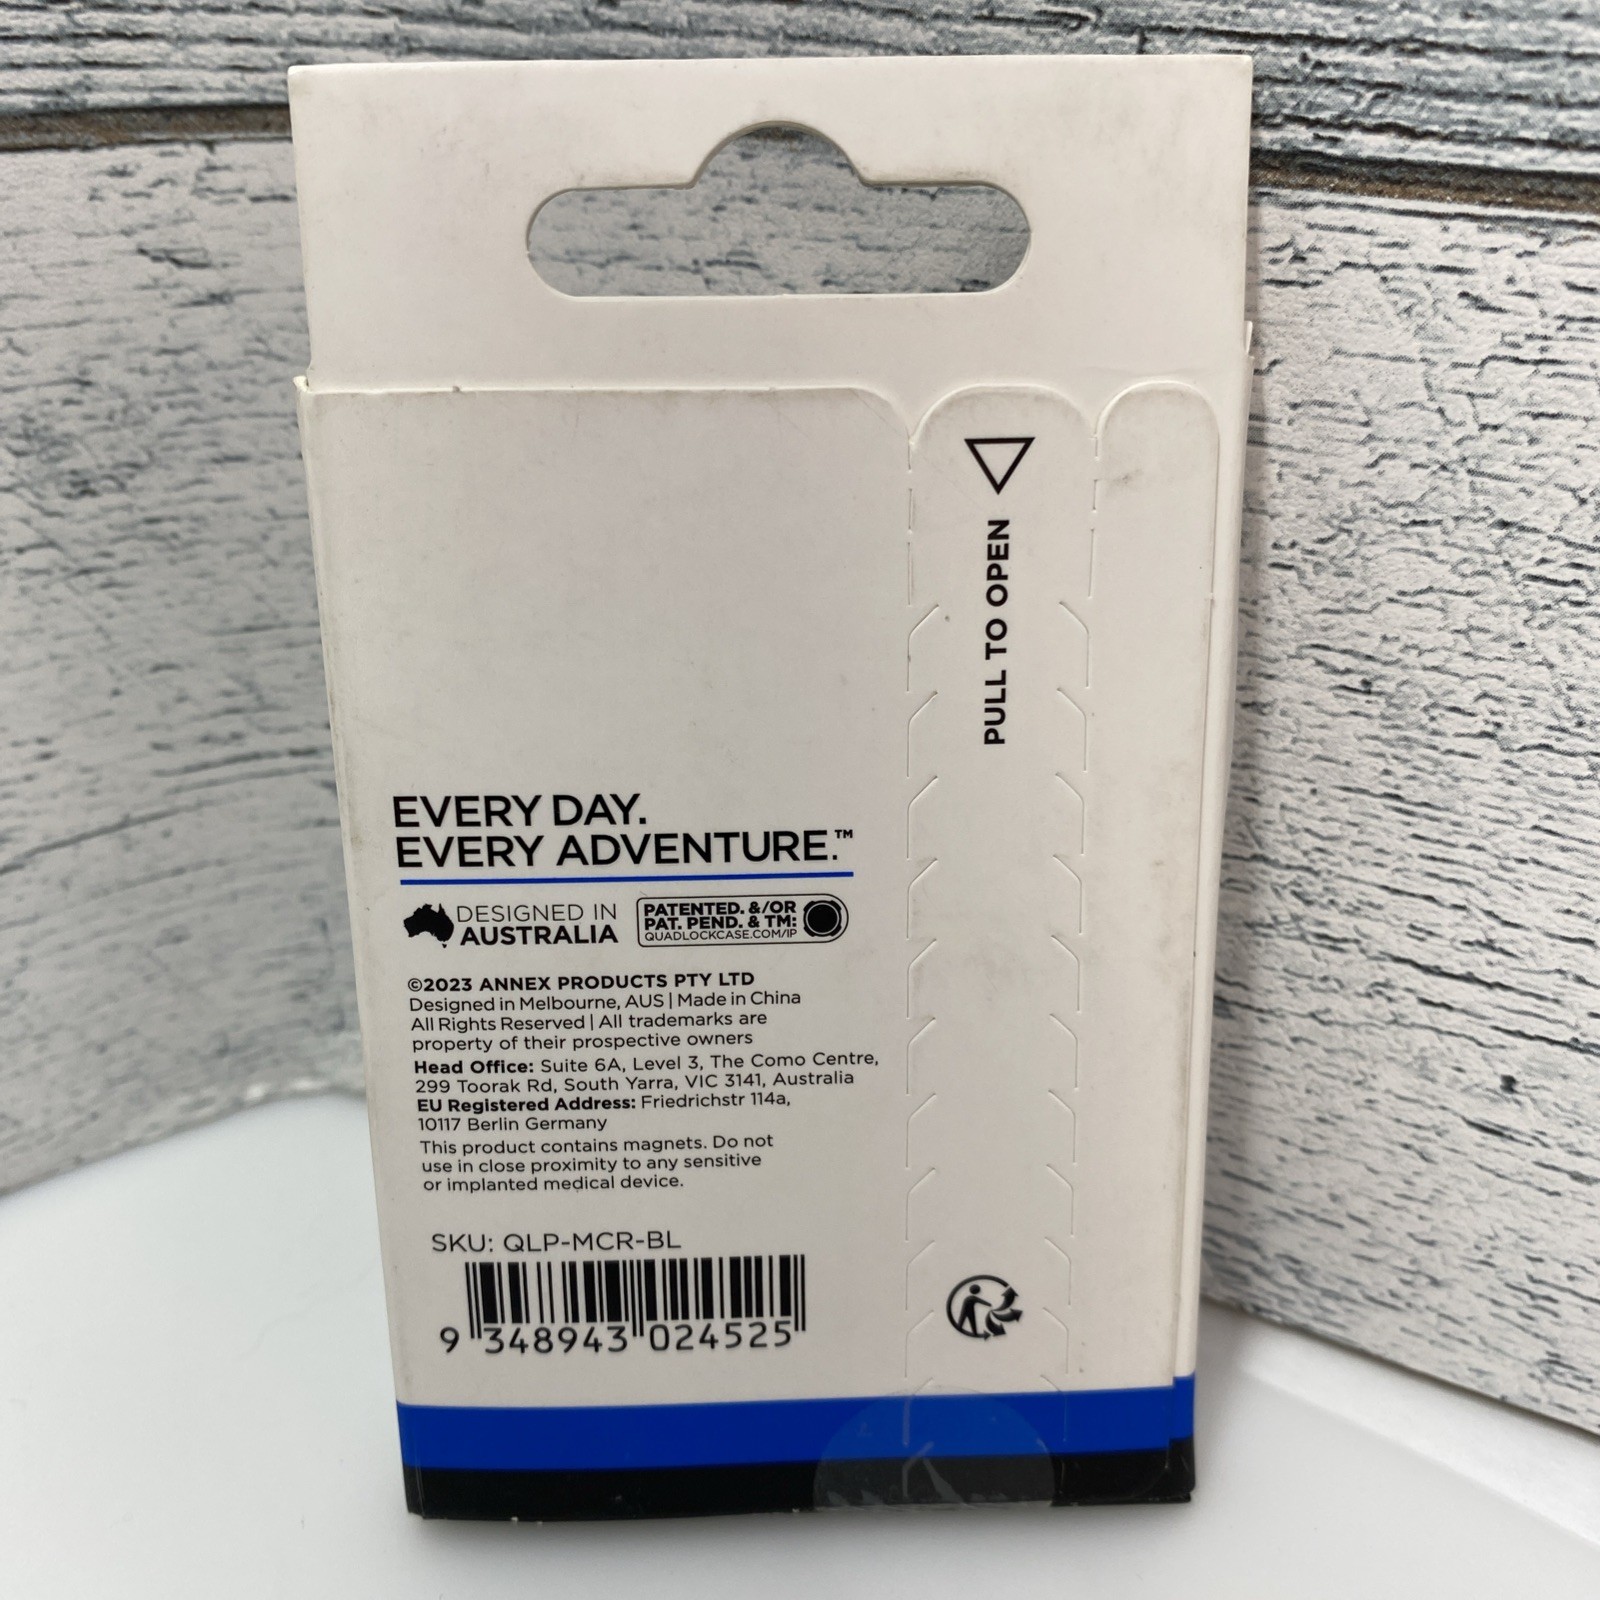 PULL TO OPEN
EVERY DAY.
EVERY ADVENTURE.™
DESIGNED IN
AUSTRALIA
PATENTED. &/OR
PAT. PEND. & TM:
QUADLOCKCASE.COM/IP
©2023 ANNEX PRODUCTS PTY LTD
Designed in Melbourne, AUS | Made in China
All Rights Reserved | All trademarks are
property of their prospective owners
Head Office: Suite 6A, Level 3, The Como Centre,
299 Toorak Rd, South Yarra, VIC 3141, Australia
EU Registered Address: Friedrichstr 114a,
10117 Berlin Germany
This product contains magnets. Do not
use in close proximity to any sensitive
or implanted medical device.
SKU: QLP-MCR-BL
9 348943 024525